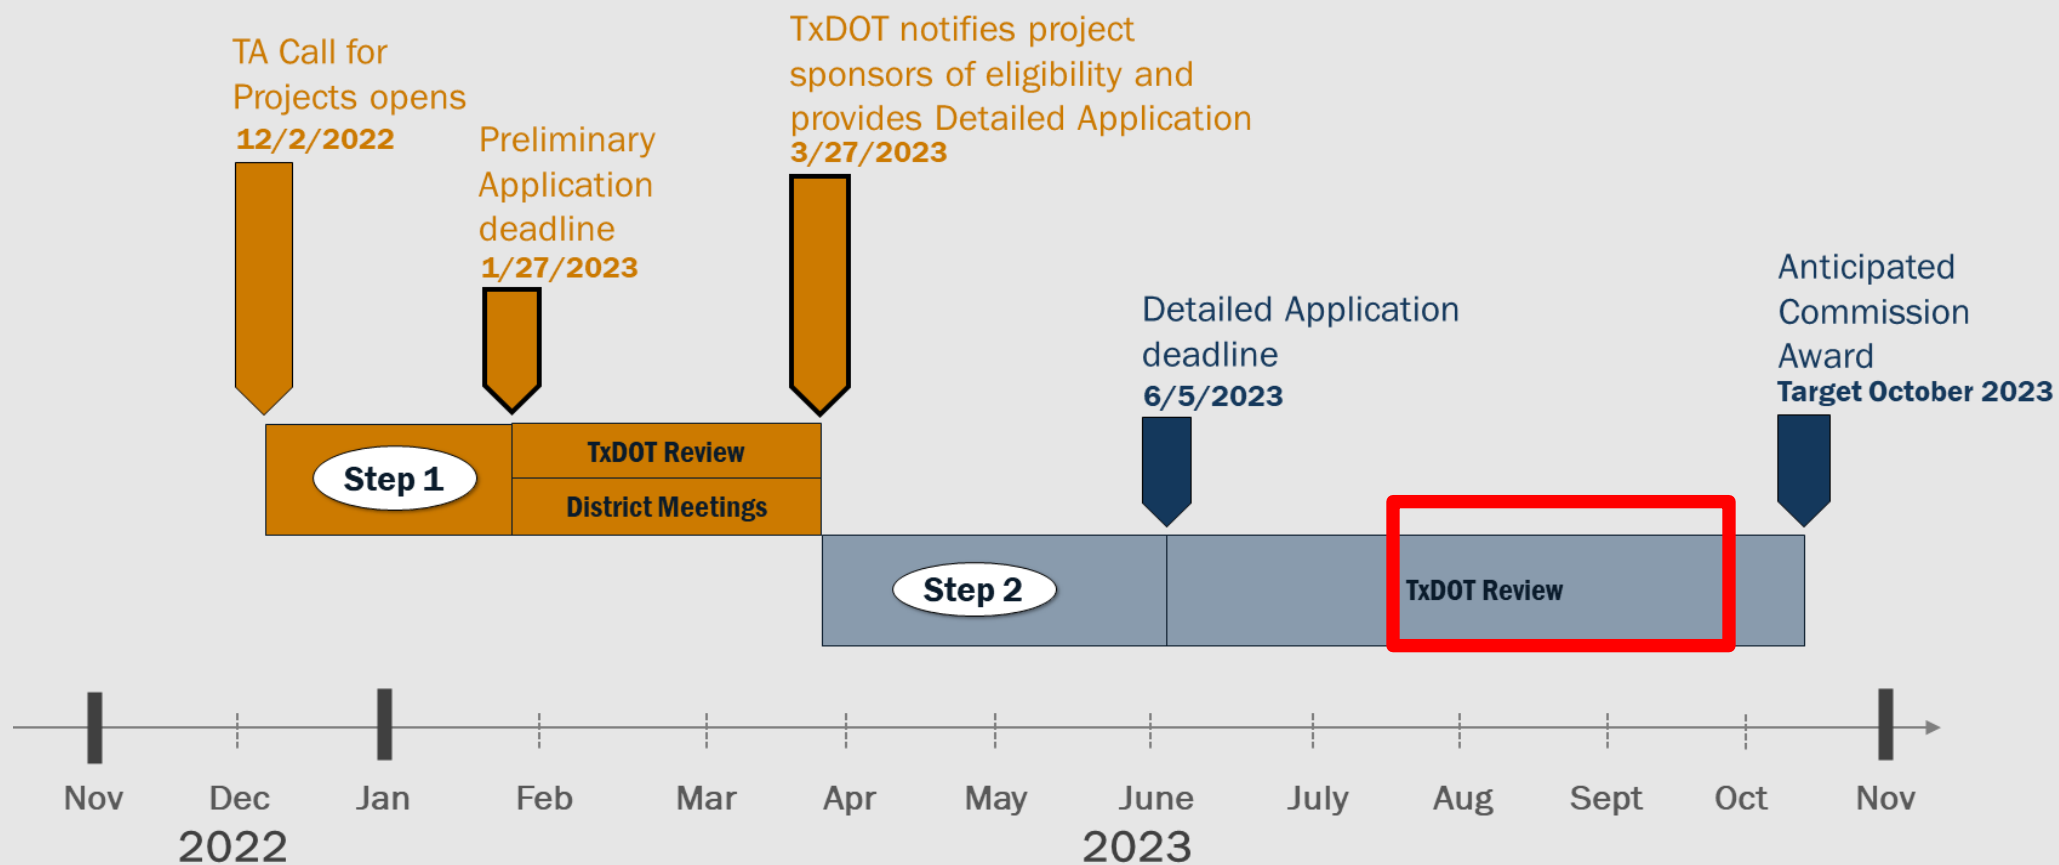 TA Call for
Projects opens
12/2/2022
Preliminary
Application
deadline
1/27/2023
TxDOT notifies project
sponsors of eligibility and
provides Detailed Application
3/27/2023
Detailed Application
deadline
6/5/2023
Anticipated
Commission
Award
Target October 2023
Step 1
TxDOT Review
District Meetings
Step 2
TxDOT Review
Nov Dec Jan Feb Mar Apr May June July Aug Sept Oct Nov
2022 2023